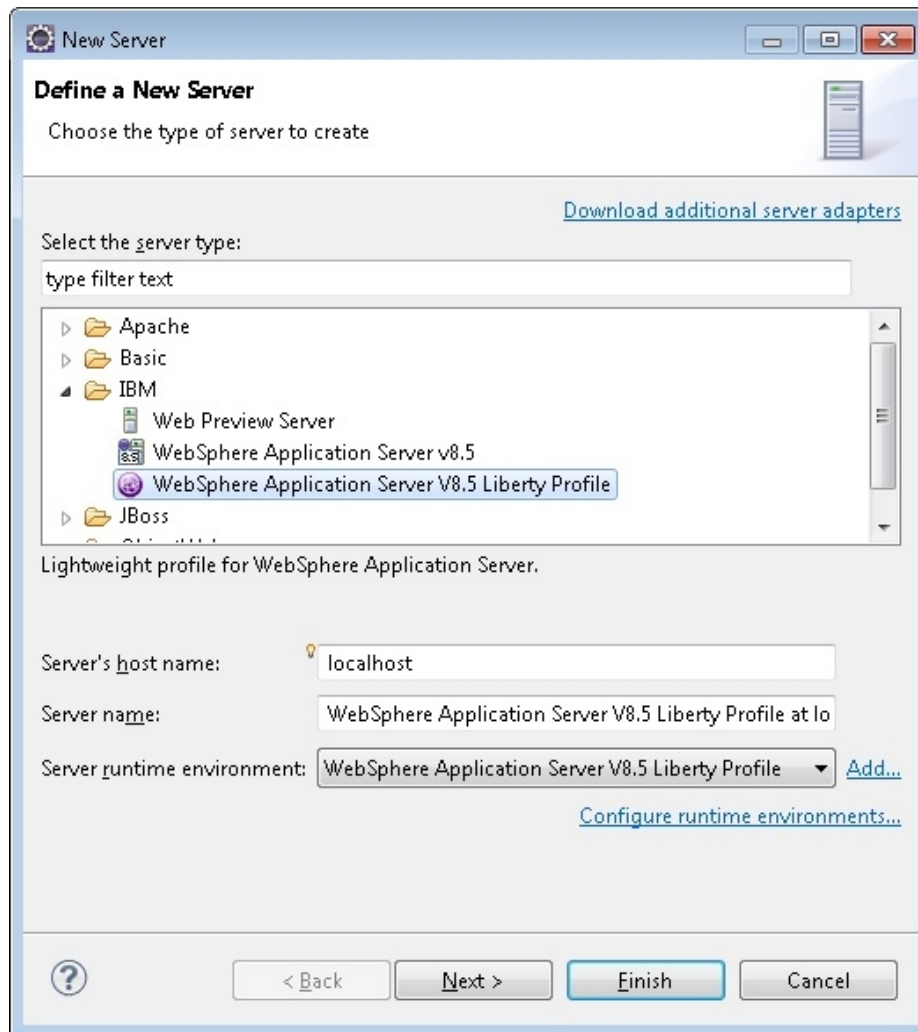 New Server
Define a New Server
Choose the type of server to create
Download additional server adapters
Select the server type:
type filter text
Apache
Basic
IBM
Web Preview Server
WebSphere Application Server v8.5
WebSphere Application Server V8.5 Liberty Profile
JBoss
Lightweight profile for WebSphere Application Server.
Server's host name: localhost
Server name: WebSphere Application Server V8.5 Liberty Profile at lo
Server runtime environment: WebSphere Application Server V8.5 Liberty Profile Add...
Configure runtime environments...
? < Back Next > Finish Cancel